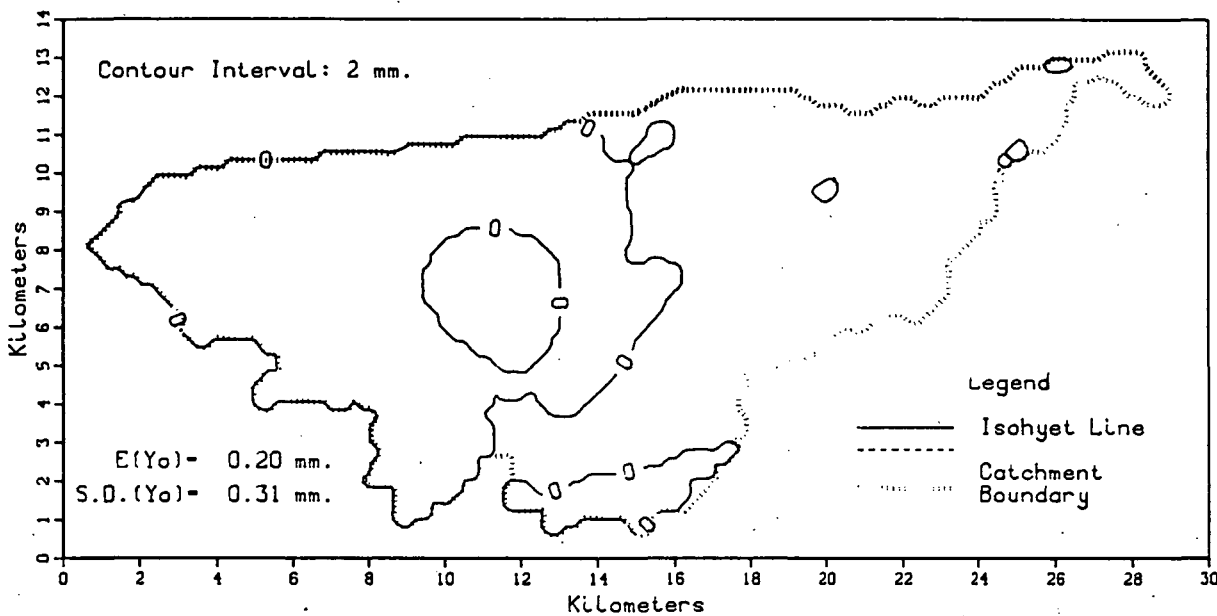 Contour Interval: 2 mm.
E(Yo)- 0.20 mm.
S.D.(Yo)- 0.31 mm.
Legend
Isohyet Line
Catchment
Boundary
Kilometers
14
13
12
11
10
9
8
7
6
5
4
3
2
1
0
0 2 4 6 8 10 12 14 16 18 20 22 24 26 28 30
Kilometers
0
0
0
0
0
0
0
0
0